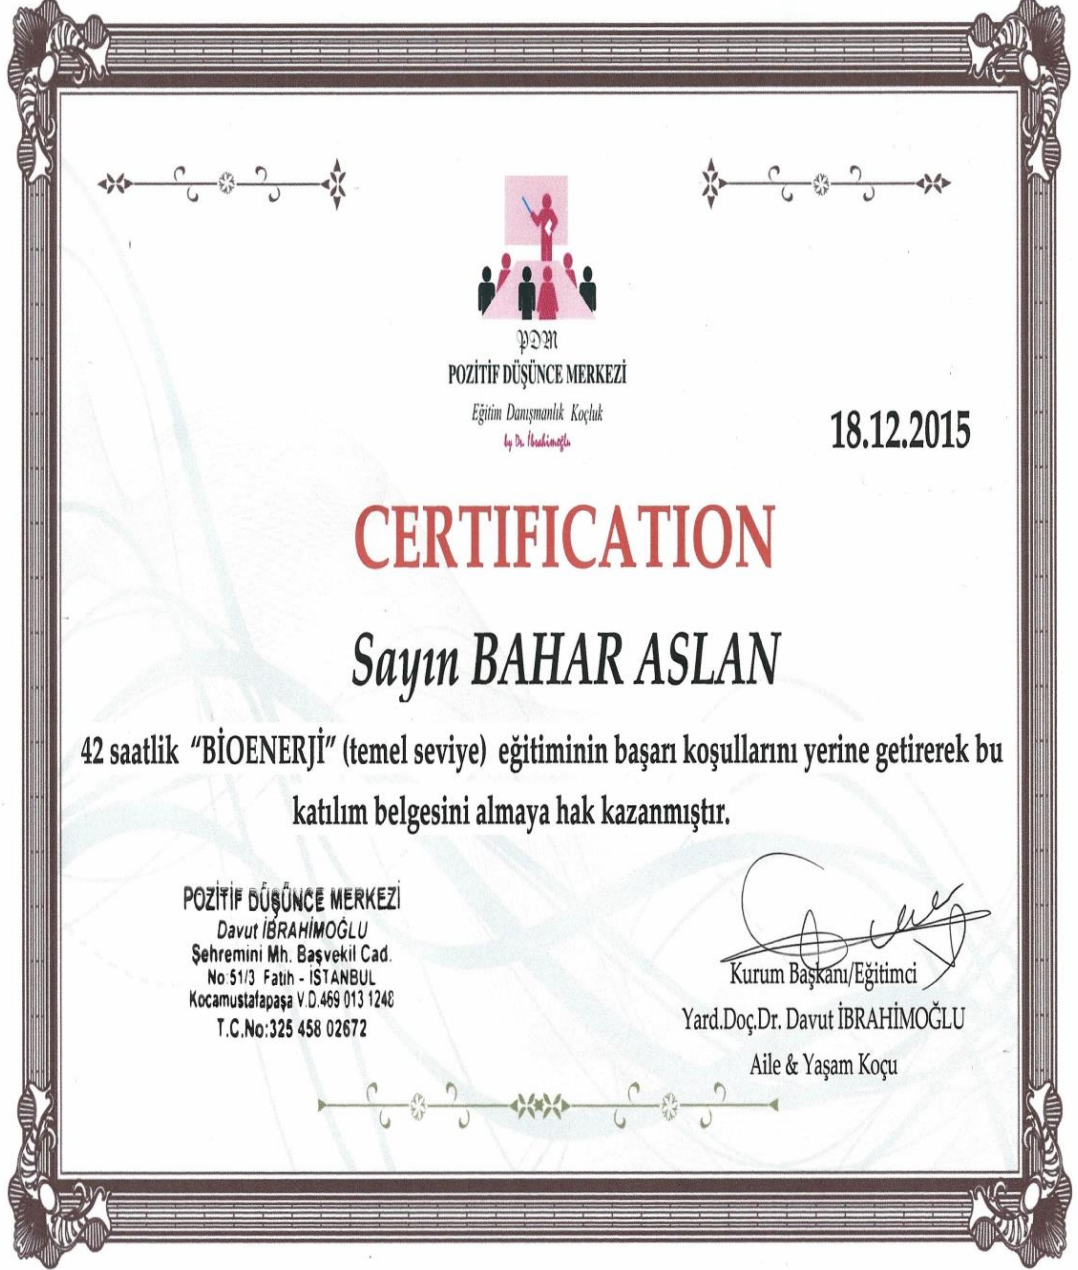 PDM
POZİTİF DÜŞÜNCE MERKEZİ
Eğitim Danışmanlık Koçluk
by Dr. İbrahimoğlu
18.12.2015
CERTIFICATION
Sayın BAHAR ASLAN
42 saatlik “BİOENERJİ” (temel seviye) eğitiminin başarı koşullarını yerine getirerek bu
katılım belgesini almaya hak kazanmıştır.
POZİTİF DÜŞÜNCE MERKEZİ
Davut İBRAHİMOĞLU
Şehremini Mh. Başvekil Cad.
No:51/3 Fatih - İSTANBUL
Kocamustafapaşa V.D.469 013 1248
T.C.No:325 458 02672
Kurum Başkanı/Eğitimci
Yard.Doç.Dr. Davut İBRAHİMOĞLU
Aile & Yaşam Koçu